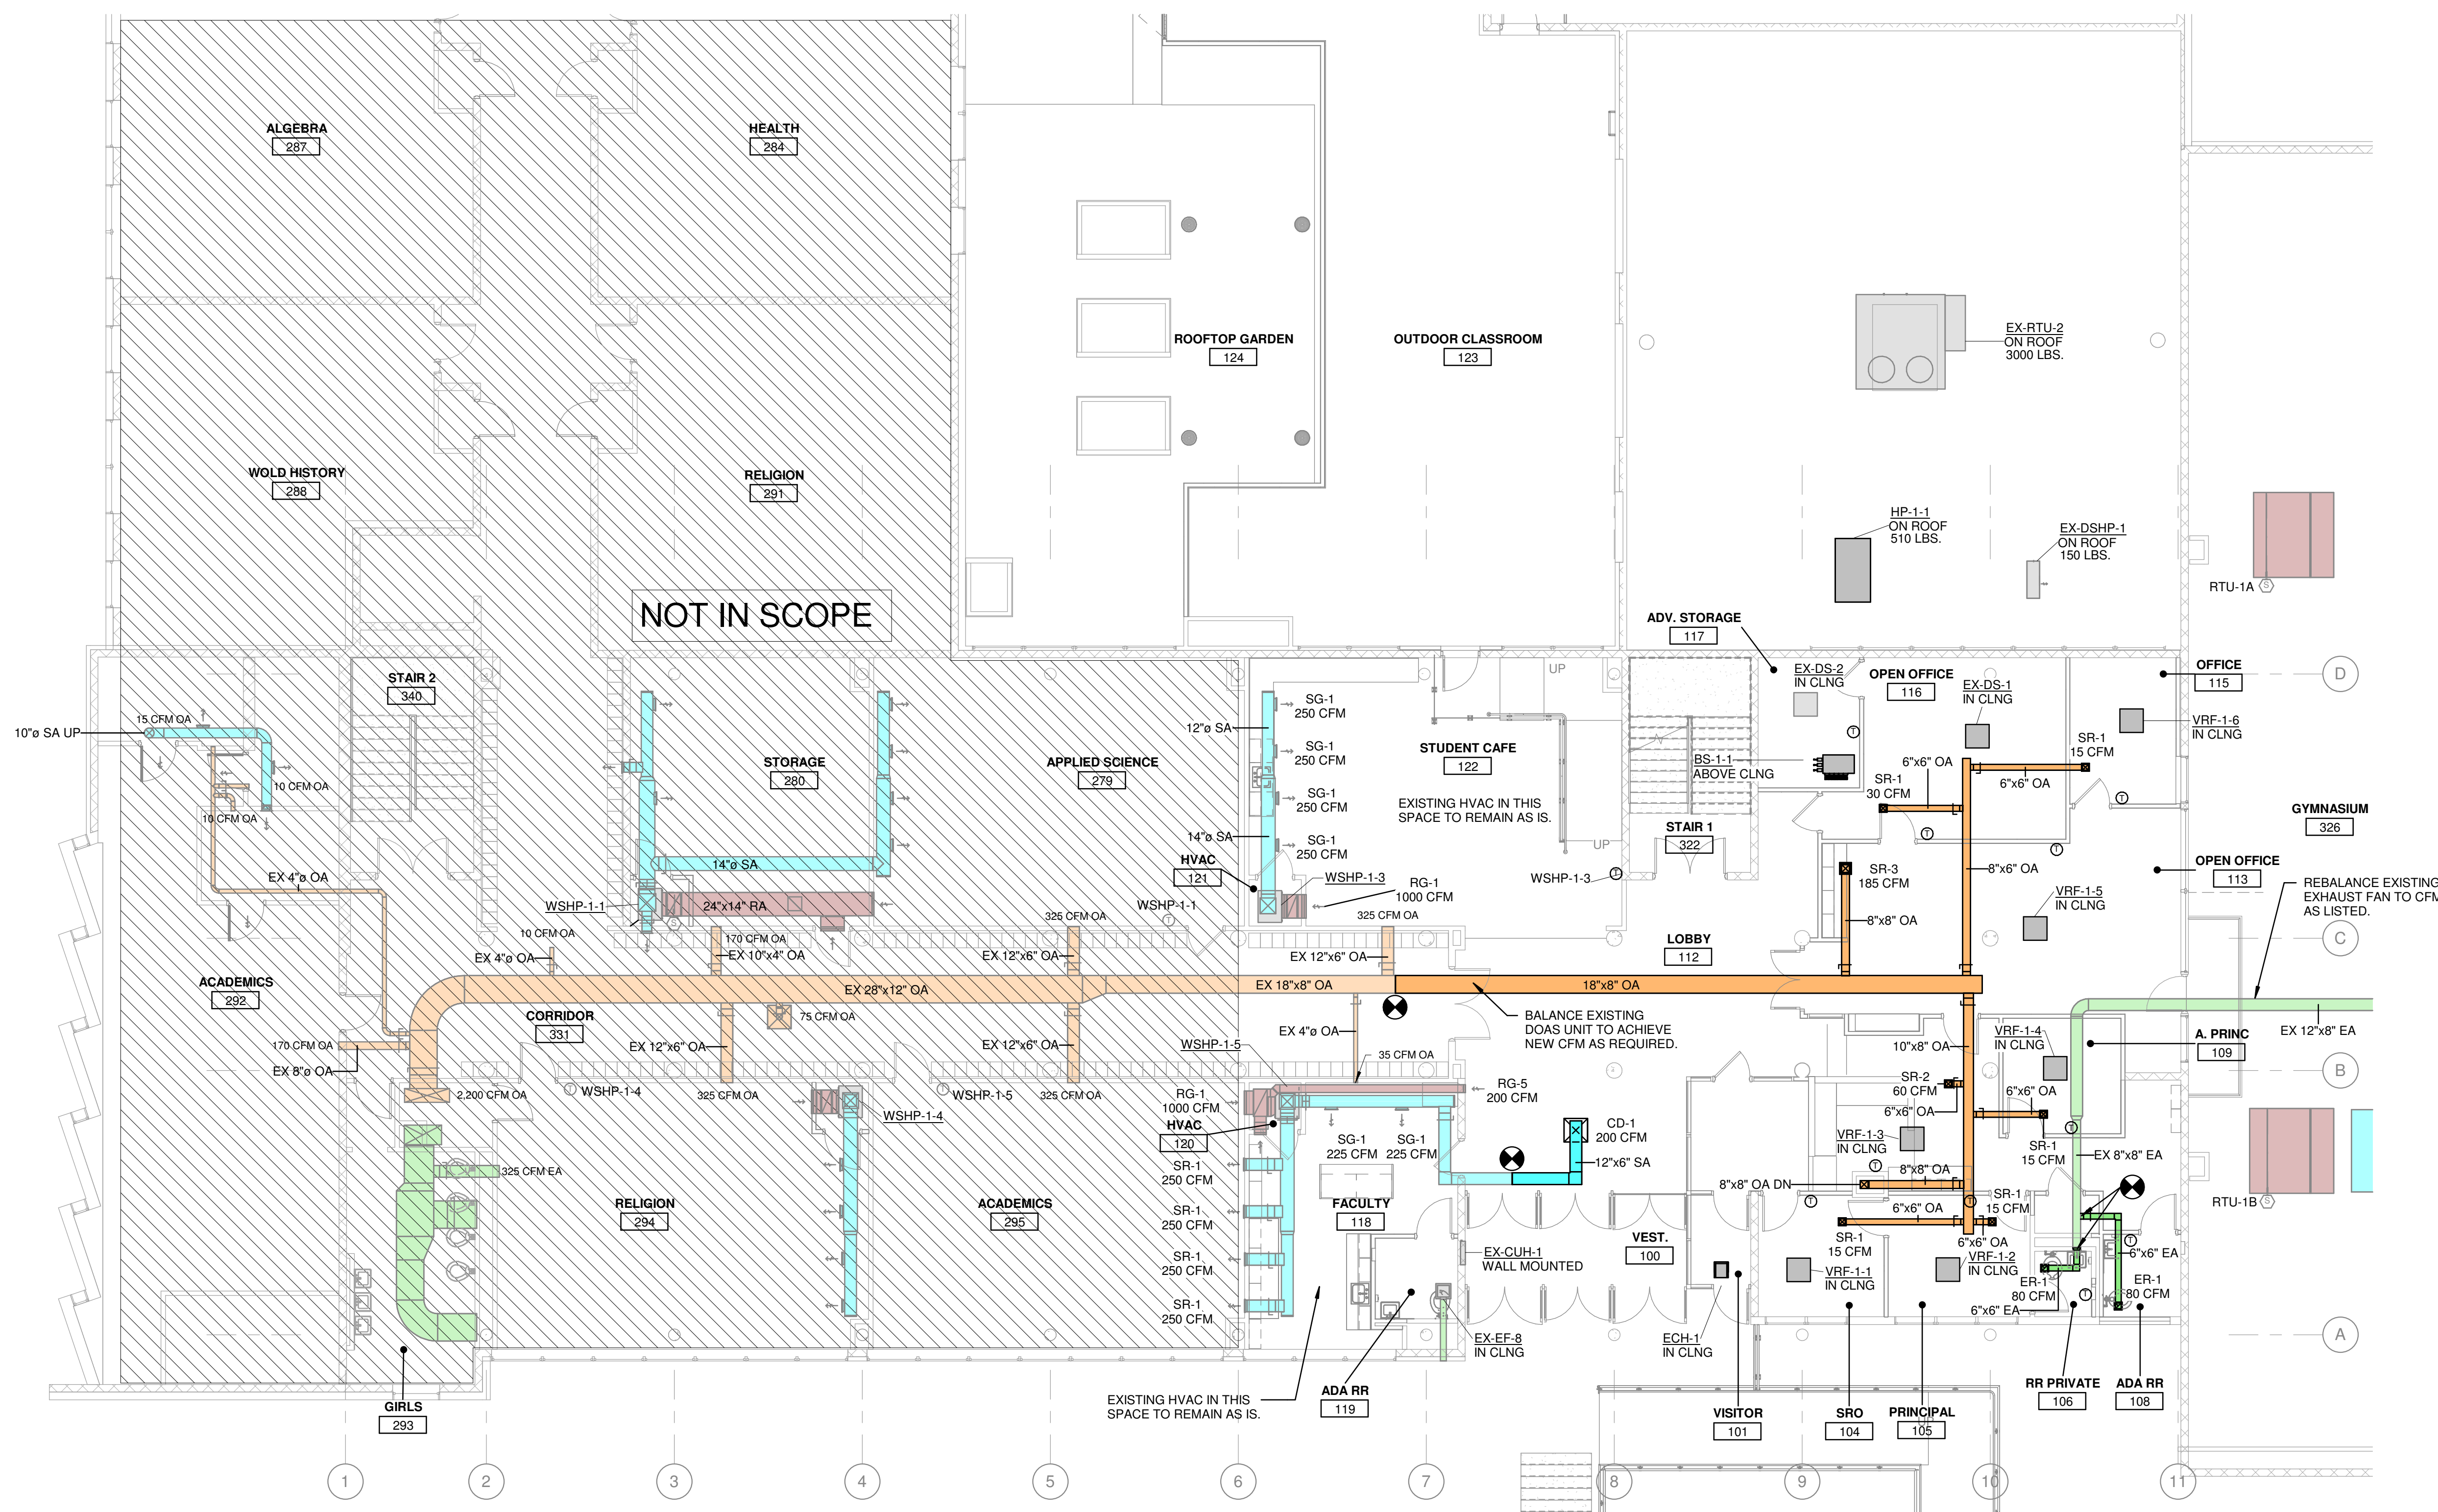 ALGEBRA
287
HEALTH
284
ROOFTOP GARDEN
124
OUTDOOR CLASSROOM
123
EX-RTU-2
ON ROOF
3000 LBS.
WOLD HISTORY
288
RELIGION
291
HP-1-1
ON ROOF
510 LBS.
EX-DSHP-1
ON ROOF
150 LBS.
RTU-1A
S
NOT IN SCOPE
ADV. STORAGE
117
STAIR 2
340
10"ø SA UP
15 CFM OA
10 CFM OA
10 CFM OA
STORAGE
280
APPLIED SCIENCE
279
12"ø SA
SG-1
250 CFM
SG-1
250 CFM
SG-1
250 CFM
SG-1
250 CFM
14"ø SA
STUDENT CAFE
122
EXISTING HVAC IN THIS
SPACE TO REMAIN AS IS.
UP
UP
EX-DS-2
IN CLNG
OPEN OFFICE
116
EX-DS-1
IN CLNG
OFFICE
115
D
VRF-1-6
IN CLNG
SR-1
15 CFM
6"x6" OA
6"x6" OA
SR-1
30 CFM
T
T
T
T
BS-1-1
ABOVE CLNG
STAIR 1
322
GYMNASIUM
326
14"ø SA
HVAC
121
WSHP-1-3
WSHP-1-3
T
RG-1
1000 CFM
SR-3
185 CFM
8"x6" OA
8"x8" OA
VRF-1-5
IN CLNG
OPEN OFFICE
113
REBALANCE EXISTING
EXHAUST FAN TO CFM
AS LISTED.
EX 4"ø OA
WSHP-1-1
24"x14" RA
S
WSHP-1-1
T
325 CFM OA
325 CFM OA
10 CFM OA
170 CFM OA
EX 4"ø OA
EX 10"x4" OA
EX 12"x6" OA
EX 12"x6" OA
LOBBY
112
C
ACADEMICS
292
EX 28"x12" OA
EX 18"x8" OA
18"x8" OA
CORRIDOR
331
75 CFM OA
EX 12"x6" OA
EX 12"x6" OA
EX 4"ø OA
BALANCE EXISTING
DOAS UNIT TO ACHIEVE
NEW CFM AS REQUIRED.
10"x8" OA
VRF-1-4
IN CLNG
A. PRINC
109
EX 12"x8" EA
170 CFM OA
EX 8"ø OA
2,200 CFM OA
T
WSHP-1-4
325 CFM OA
T
WSHP-1-5
325 CFM OA
WSHP-1-5
35 CFM OA
RG-1
1000 CFM
RG-5
200 CFM
B
SR-2
60 CFM
6"x6" OA
6"x6" OA
WSHP-1-4
HVAC
120
SG-1
225 CFM
SG-1
225 CFM
CD-1
200 CFM
12"x6" SA
VRF-1-3
IN CLNG
T
SR-1
15 CFM
T
EX 8"x8" EA
325 CFM EA
SR-1
250 CFM
8"x8" OA DN
8"x8" OA
RELIGION
294
ACADEMICS
295
SR-1
250 CFM
FACULTY
118
T
T
SR-1
15 CFM
6"x6" OA
RTU-1B
S
VEST.
100
SR-1
15 CFM
6"x6" OA
T
6"x6" EA
SR-1
250 CFM
EX-CUH-1
WALL MOUNTED
VRF-1-1
IN CLNG
VRF-1-2
IN CLNG
ER-1
80 CFM
T
ER-1
80 CFM
6"x6" EA
SR-1
250 CFM
EX-EF-8
IN CLNG
ECH-1
IN CLNG
A
EXISTING HVAC IN THIS
SPACE TO REMAIN AS IS.
ADA RR
119
GIRLS
293
VISITOR
101
SRO
104
PRINCIPAL
105
RR PRIVATE
106
ADA RR
108
1
2
3
4
5
6
7
8
9
10
11